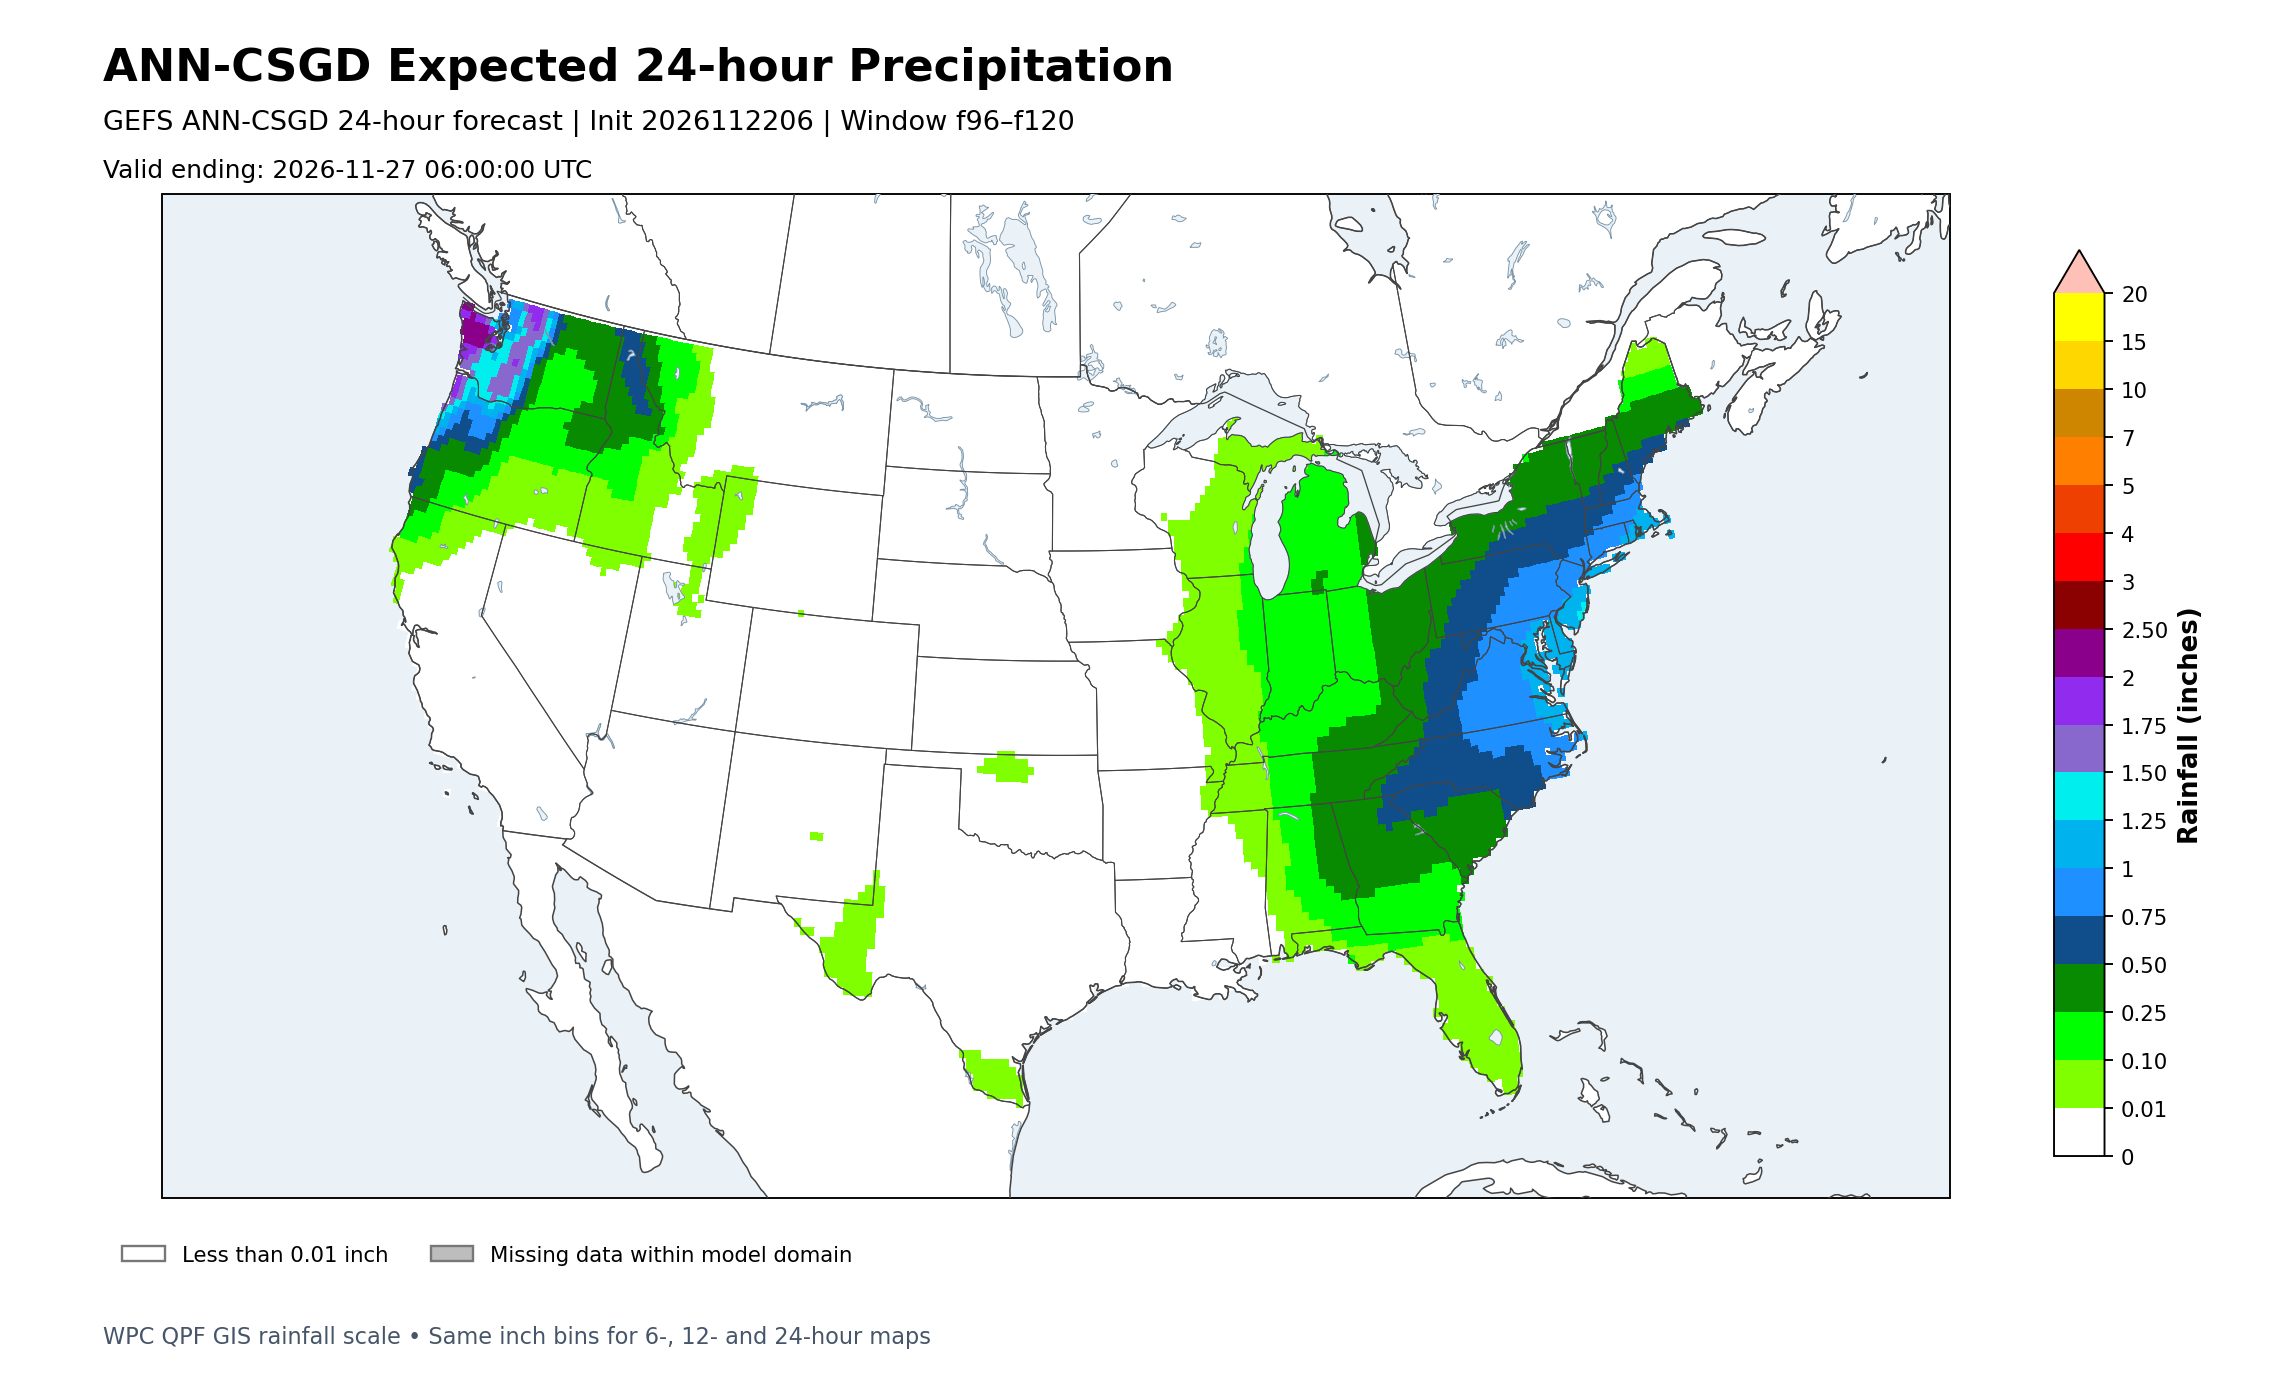 ANN-CSGD Expected 24-hour Precipitation
GEFS ANN-CSGD 24-hour forecast | Init 2026112206 | Window f96–f120
Valid ending: 2026-11-27 06:00:00 UTC
20
15
10
7
5
4
3
2.50
2
1.75
1.50
1.25
1
0.75
0.50
0.25
0.10
0.01
0
Rainfall (inches)
Less than 0.01 inch
Missing data within model domain
WPC QPF GIS rainfall scale • Same inch bins for 6-, 12- and 24-hour maps